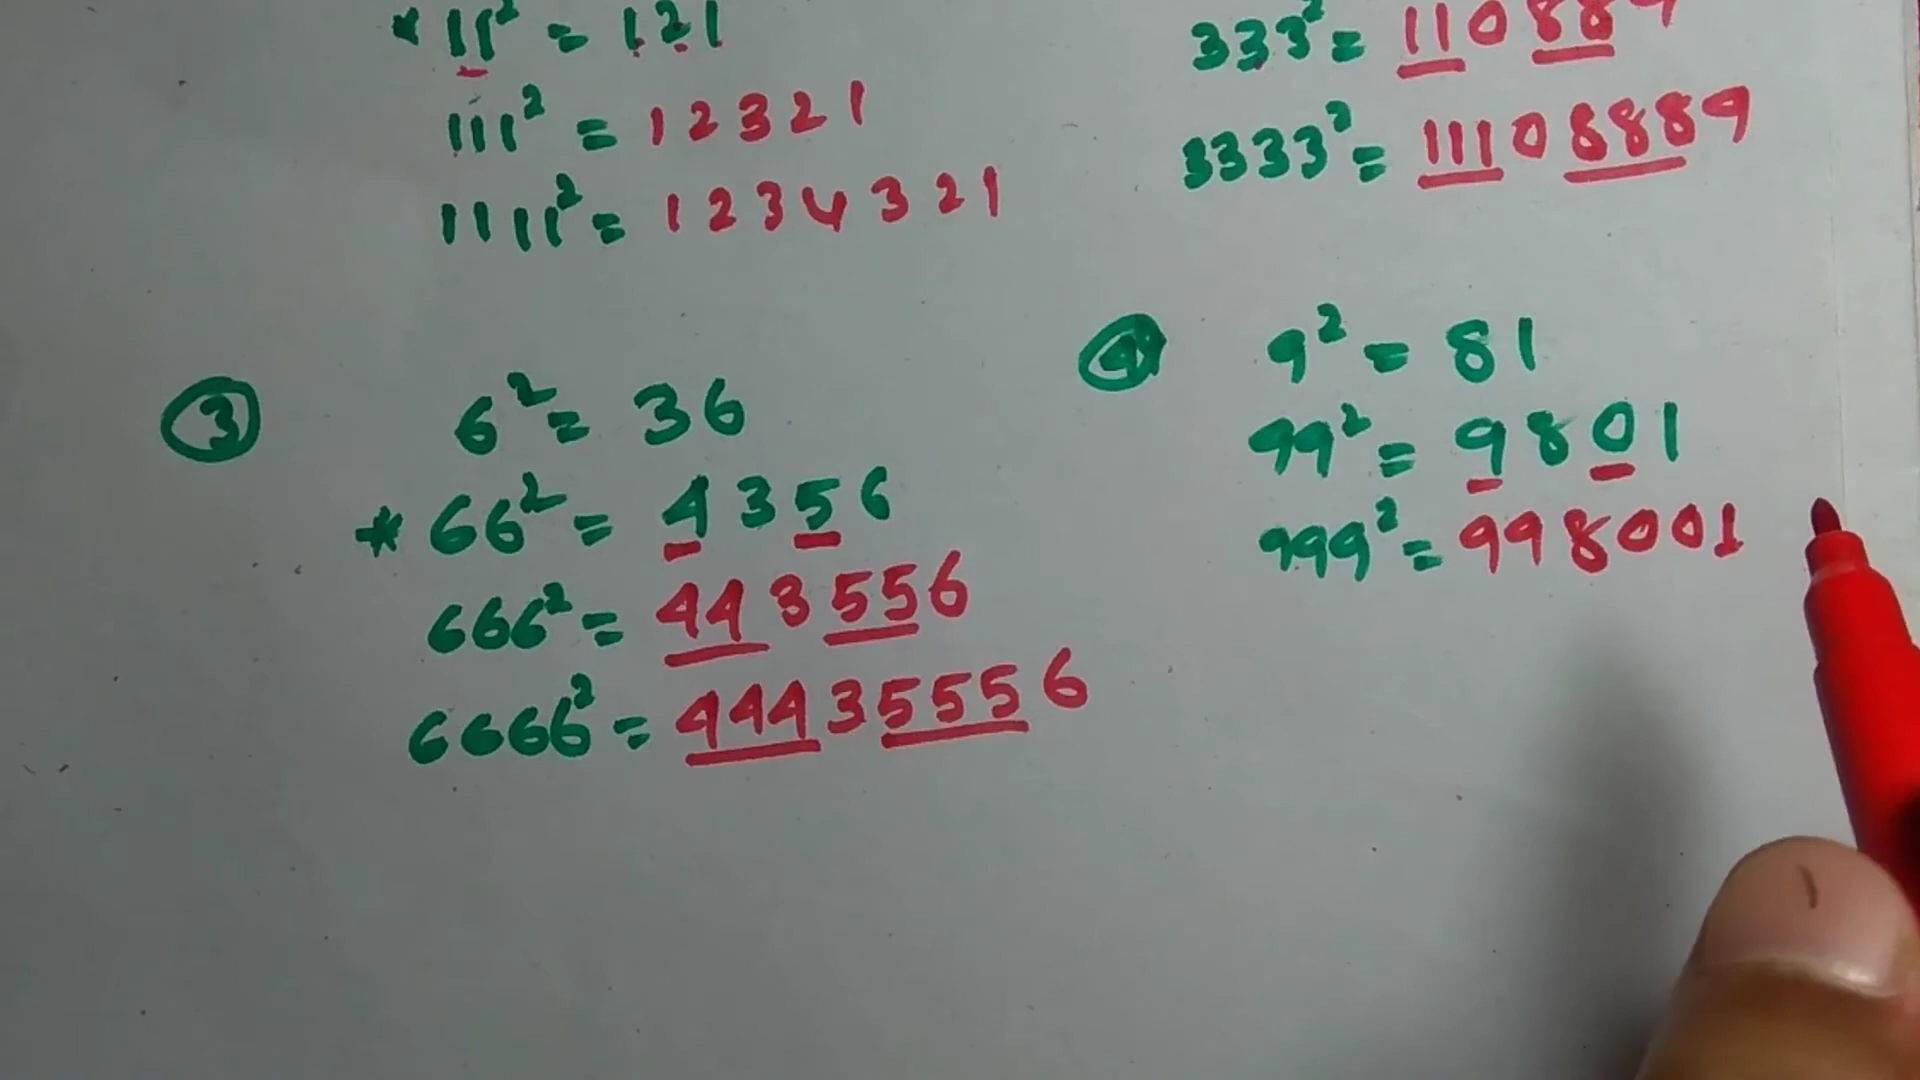 * 11² = 121
111² = 12321
1111² = 1234321
333² = 110889
3333² = 11108889
③ 6² = 36
* 66² = 4356
666² = 443556
6666² = 44435556
④ 9² = 81
99² = 9801
999² = 998001